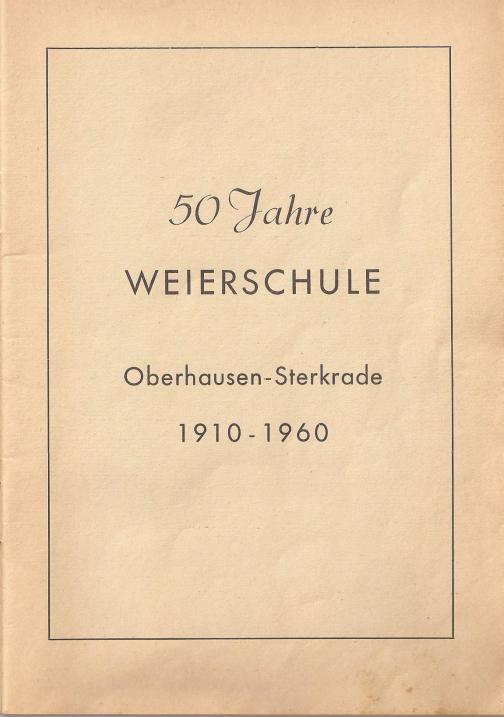 50 Jahre
WEIERSCHULE
Oberhausen-Sterkrade
1910-1960